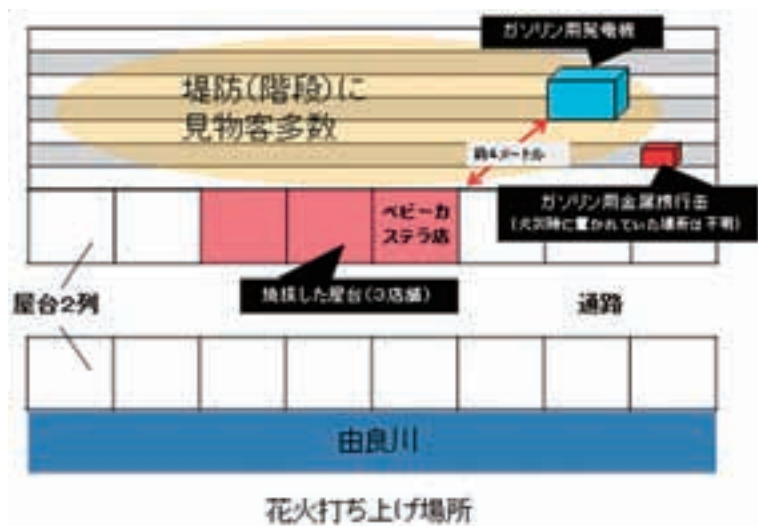 ガソリン用発電機
堤防(階段)に
見物客多数
約4メートル
ガソリン用金属携行缶
(火災時に置かれていた場所は不明)
ベビーカ
ステラ店
焼損した屋台(3店舗)
屋台2列
通路
由良川
花火打ち上げ場所